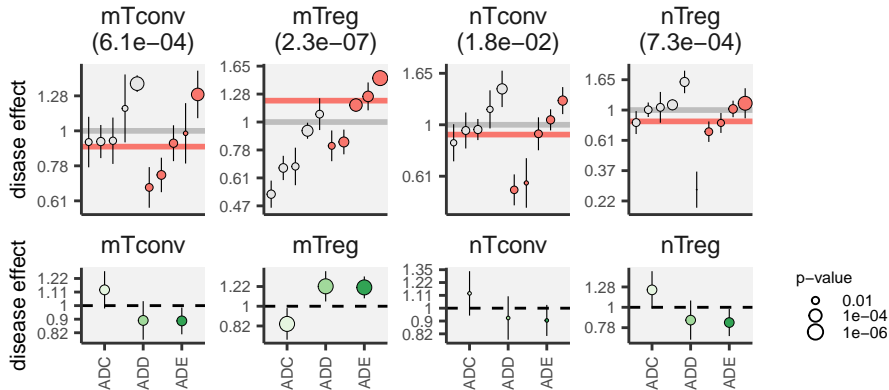 mTconv
(6.1e−04)
mTreg
(2.3e−07)
nTconv
(1.8e−02)
nTreg
(7.3e−04)
disase effect
1.28
1
0.78
0.61
1.65
1.28
1
0.78
0.61
0.47
1.65
1
0.61
1.65
1
0.61
0.37
0.22
mTconv
mTreg
nTconv
nTreg
disease effect
1.22
1.11
1
0.9
0.82
1.22
1
0.82
1.35
1.22
1.11
1
0.9
0.82
1.28
1
0.78
ADC
ADD
ADE
ADC
ADD
ADE
ADC
ADD
ADE
ADC
ADD
ADE
p−value
0.01
1e−04
1e−06